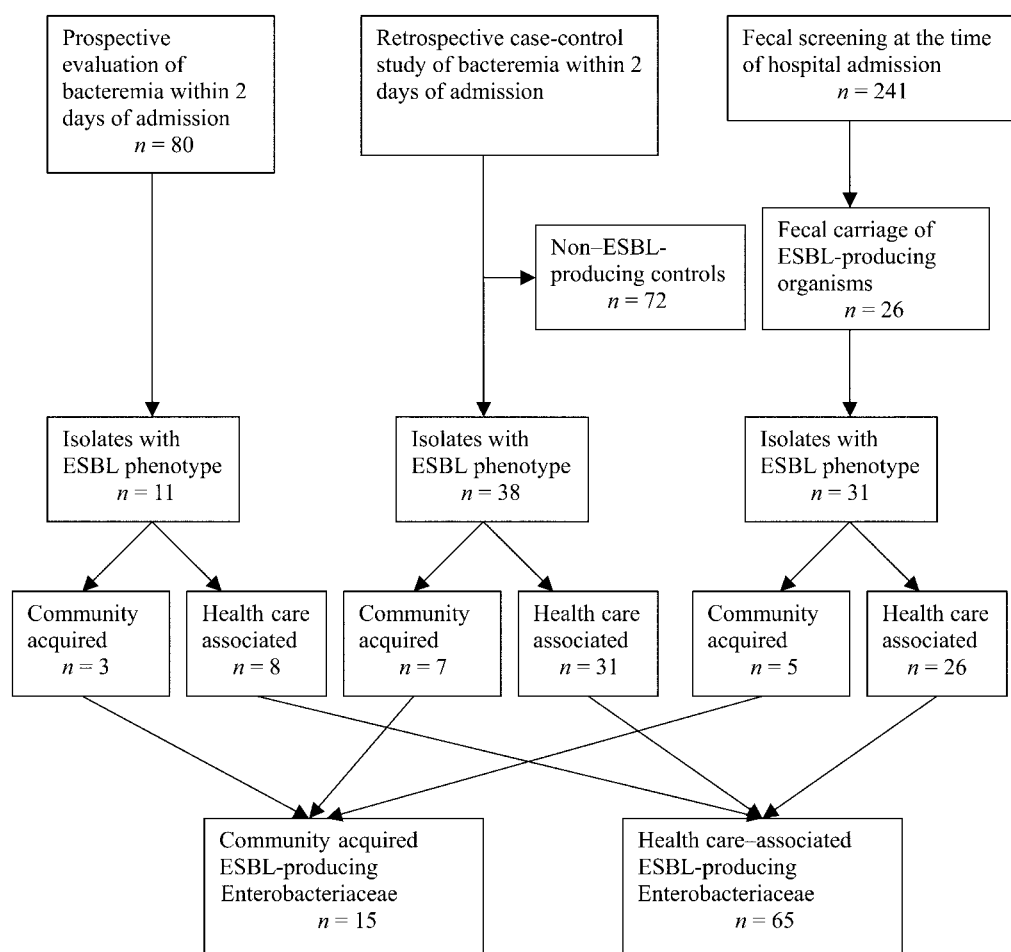 Prospective
evaluation of
bacteremia within 2
days of admission
n = 80
Retrospective case-control
study of bacteremia within 2
days of admission
Fecal screening at the time
of hospital admission
n = 241
Non–ESBL-
producing controls
n = 72
Fecal carriage of
ESBL-producing
organisms
n = 26
Isolates with
ESBL phenotype
n = 11
Isolates with
ESBL phenotype
n = 38
Isolates with
ESBL phenotype
n = 31
Community
acquired
n = 3
Health care
associated
n = 8
Community
acquired
n = 7
Health care
associated
n = 31
Community
acquired
n = 5
Health care
associated
n = 26
Community acquired
ESBL-producing
Enterobacteriaceae
n = 15
Health care–associated
ESBL-producing
Enterobacteriaceae
n = 65